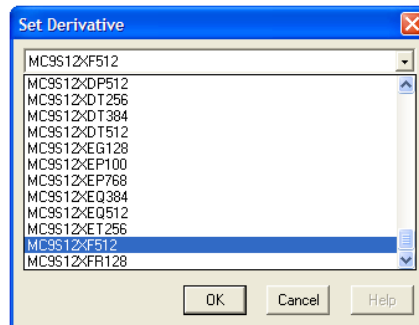 Set Derivative
MC9S12XF512
MC9S12XDP512
MC9S12XDT256
MC9S12XDT384
MC9S12XDT512
MC9S12XEG128
MC9S12XEP100
MC9S12XEP768
MC9S12XEQ384
MC9S12XEQ512
MC9S12XET256
MC9S12XF512
MC9S12XFR128
OK Cancel Help